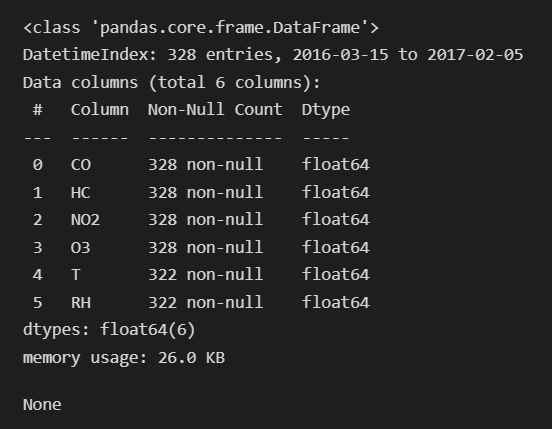 <class 'pandas.core.frame.DataFrame'>
DatetimeIndex: 328 entries, 2016-03-15 to 2017-02-05
Data columns (total 6 columns):
 #   Column  Non-Null Count  Dtype
---  ------  --------------  -----
 0   CO      328 non-null    float64
 1   HC      328 non-null    float64
 2   NO2     328 non-null    float64
 3   O3      328 non-null    float64
 4   T       322 non-null    float64
 5   RH      322 non-null    float64
dtypes: float64(6)
memory usage: 26.0 KB
None